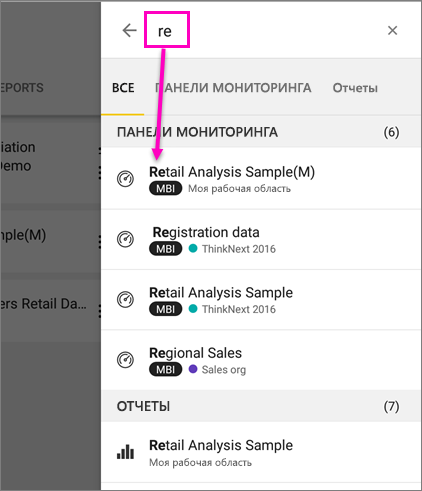 re
EPORTS
ВСЕ ПАНЕЛИ МОНИТОРИНГА Отчеты
ПАНЕЛИ МОНИТОРИНГА (6)
ciation
Demo
Retail Analysis Sample(M)
MBI Моя рабочая область
mple(M)
Registration data
MBI ThinkNext 2016
ers Retail Da...
Retail Analysis Sample
MBI ThinkNext 2016
Regional Sales
MBI Sales org
ОТЧЕТЫ (7)
Retail Analysis Sample
Моя рабочая область